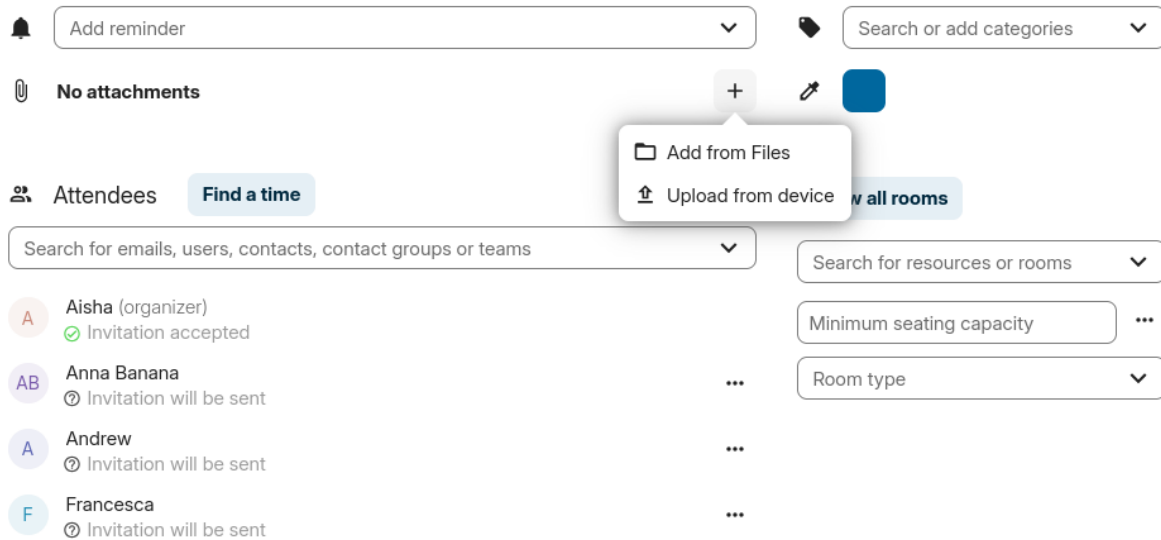 Add reminder
Search or add categories
No attachments
Add from Files
Upload from device
Attendees
Find a time
all rooms
Search for emails, users, contacts, contact groups or teams
Search for resources or rooms
A
Aisha (organizer)
Invitation accepted
Minimum seating capacity
AB
Anna Banana
Invitation will be sent
Room type
A
Andrew
Invitation will be sent
F
Francesca
Invitation will be sent